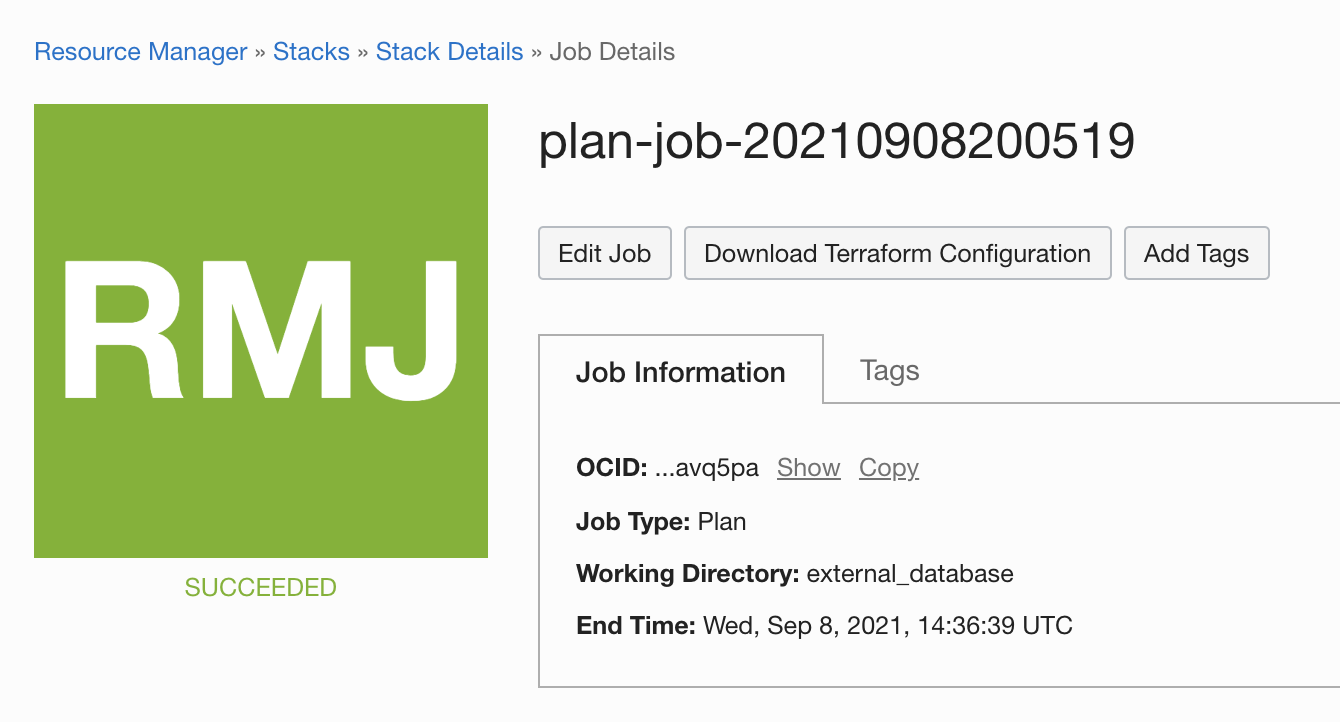 Resource Manager » Stacks » Stack Details » Job Details
RMJ
SUCCEEDED
plan-job-20210908200519
Edit Job
Download Terraform Configuration
Add Tags
Job Information
Tags
OCID: ...avq5pa Show Copy
Job Type: Plan
Working Directory: external_database
End Time: Wed, Sep 8, 2021, 14:36:39 UTC